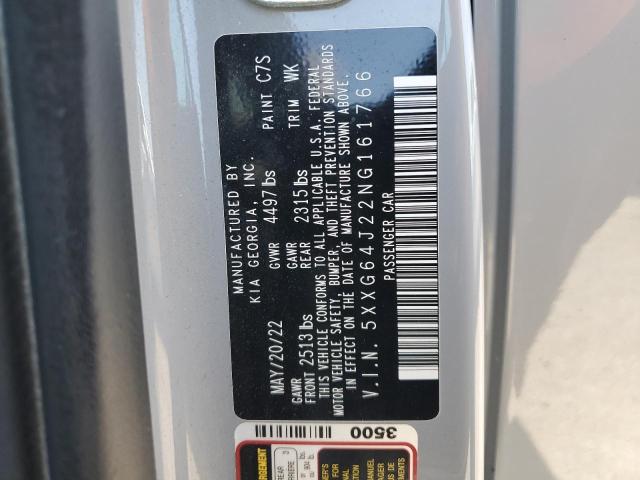 MANUFACTURED BY
KIA GEORGIA, INC.
PAINT C7S
MAY/20/22 GVWR 4497 lbs
TRIM WK
GAWR GAWR
FRONT 2513 lbs REAR 2315 lbs
THIS VEHICLE CONFORMS TO ALL APPLICABLE U.S.A. FEDERAL
MOTOR VEHICLE SAFETY, BUMPER, AND THEFT PREVENTION STANDARDS
IN EFFECT ON THE DATE OF MANUFACTURE SHOWN ABOVE.
V.I.N. 5XXG64J22NG161766
PASSENGER CAR
3500